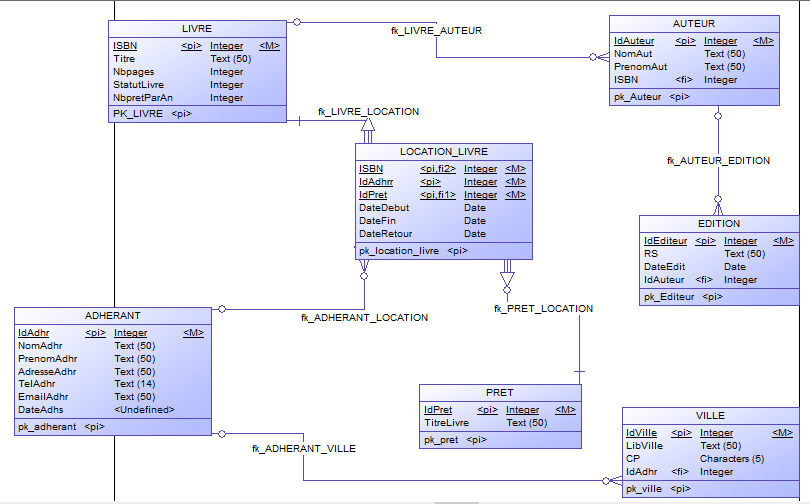 LIVRE
ISBN <pi> Integer <M>
Titre Text (50)
Nbpages Integer
StatutLivre Integer
NbpretParAn Integer
PK_LIVRE <pi>
fk_LIVRE_AUTEUR
AUTEUR
IdAuteur <pi> Integer <M>
NomAut Text (50)
PrenomAut Text (50)
ISBN <fi> Integer
pk_Auteur <pi>
fk_LIVRE_LOCATION
LOCATION_LIVRE
ISBN <pi,fi2> Integer <M>
IdAdhrr <pi> Integer <M>
IdPret <pi,fi1> Integer <M>
DateDebut Date
DateFin Date
DateRetour Date
pk_location_livre <pi>
fk_AUTEUR_EDITION
EDITION
IdEditeur <pi> Integer <M>
RS Text (50)
DateEdit Date
IdAuteur <fi> Integer
pk_Editeur <pi>
ADHERANT
IdAdhr <pi> Integer <M>
NomAdhr Text (50)
PrenomAdhr Text (50)
AdresseAdhr Text (50)
TelAdhr Text (14)
EmailAdhr Text (50)
DateAdhs <Undefined>
pk_adherant <pi>
fk_ADHERANT_LOCATION
fk_PRET_LOCATION
PRET
IdPret <pi> Integer <M>
TitreLivre Text (50)
pk_pret <pi>
fk_ADHERANT_VILLE
VILLE
IdVille <pi> Integer <M>
LibVille Text (50)
CP Characters (5)
IdAdhr <fi> Integer
pk_ville <pi>